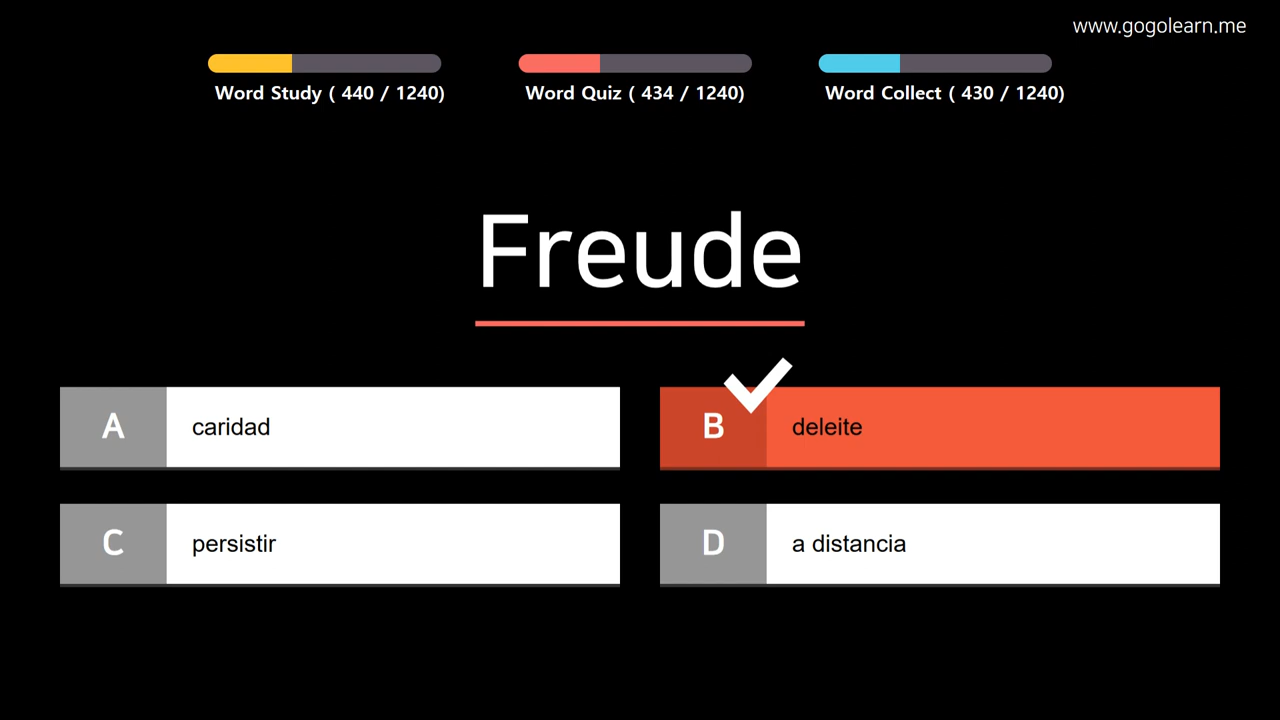 www.gogolearn.me
Word Study ( 440 / 1240)
Word Quiz ( 434 / 1240)
Word Collect ( 430 / 1240)
Freude
A caridad
B deleite
C persistir
D a distancia